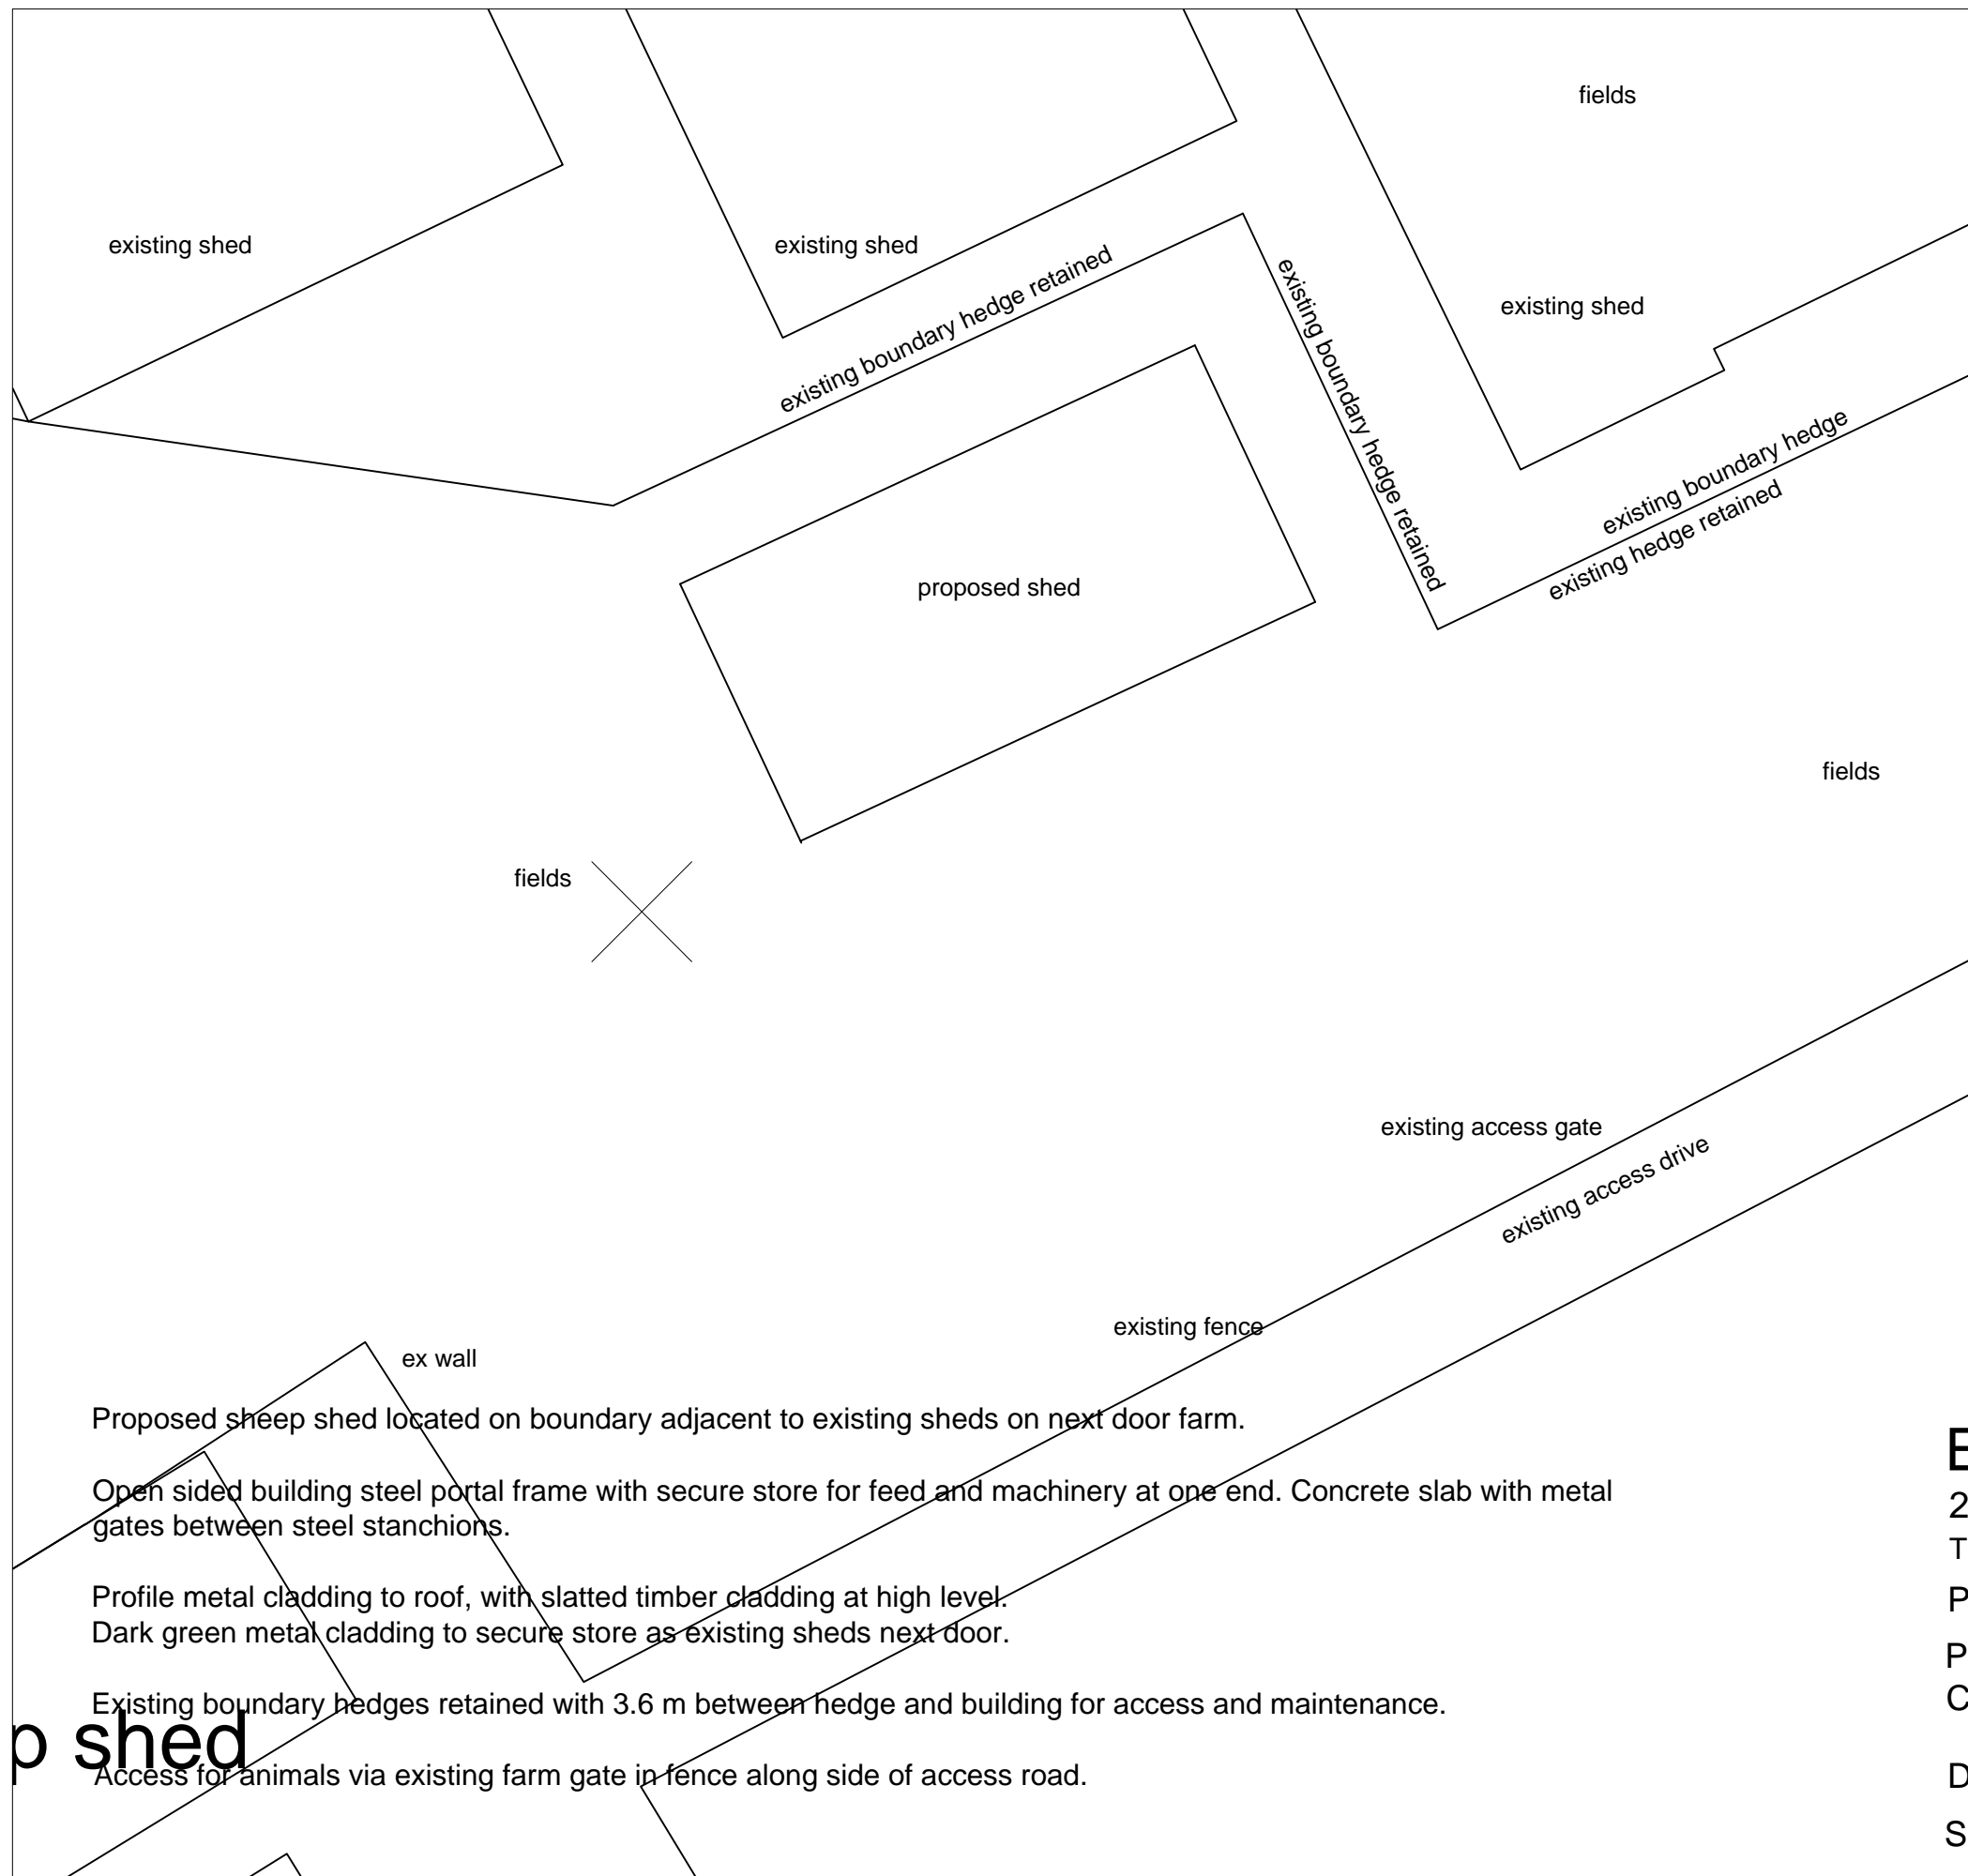 fields
existing shed
existing shed
existing boundary hedge retained
existing boundary hedge retained
existing shed
existing boundary hedge
existing hedge retained
proposed shed
fields
fields
existing access gate
existing access drive
existing fence
ex wall
Proposed sheep shed located on boundary adjacent to existing sheds on next door farm.
Open sided building steel portal frame with secure store for feed and machinery at one end. Concrete slab with metal
gates between steel stanchions.
Profile metal cladding to roof, with slatted timber cladding at high level.
Dark green metal cladding to secure store as existing sheds next door.
Existing boundary hedges retained with 3.6 m between hedge and building for access and maintenance.
p shed
Access for animals via existing farm gate in fence along side of access road.
E
2
T
P
P
C
D
S